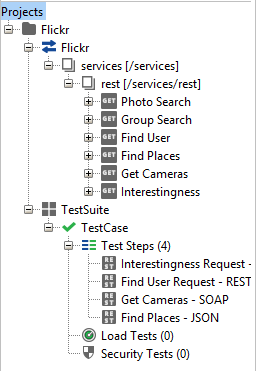 Projects
Flickr
Flickr
services [/services]
rest [/services/rest]
GET Photo Search
GET Group Search
GET Find User
GET Find Places
GET Get Cameras
GET Interestingness
TestSuite
TestCase
Test Steps (4)
REST Interestingness Request -
REST Find User Request - REST
REST Get Cameras - SOAP
REST Find Places - JSON
Load Tests (0)
Security Tests (0)